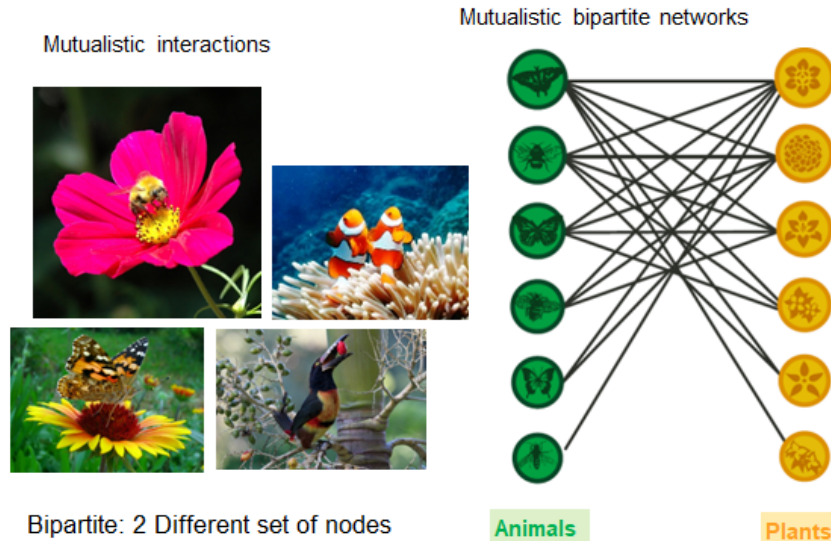 Mutualistic interactions
Mutualistic bipartite networks
Bipartite: 2 Different set of nodes
Animals
Plants